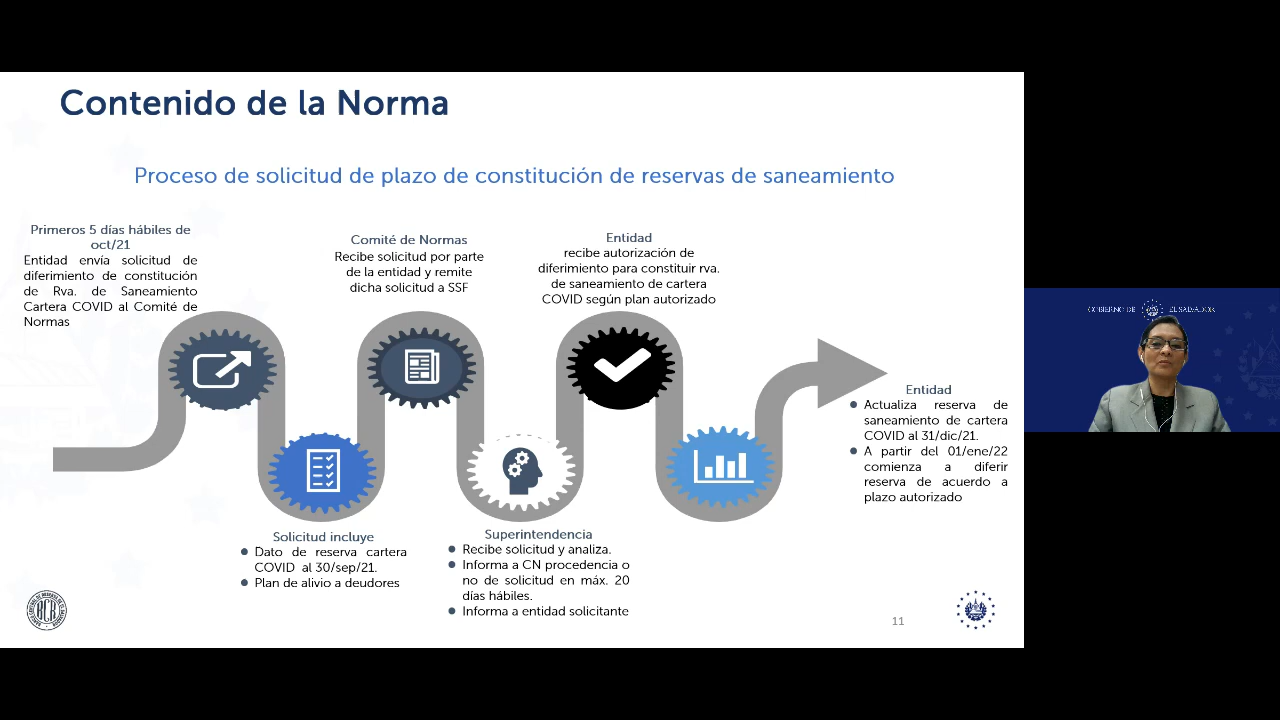 Contenido de la Norma
Proceso de solicitud de plazo de constitución de reservas de saneamiento
Primeros 5 días hábiles de
oct/21
Entidad envía solicitud de
diferimiento de constitución
de Rva. de Saneamiento
Cartera COVID al Comité de
Normas
Solicitud incluye
Dato de reserva cartera
COVID al 30/sep/21.
Plan de alivio a deudores
Comité de Normas
Recibe solicitud por parte
de la entidad y remite
dicha solicitud a SSF
Superintendencia
Recibe solicitud y analiza.
Informa a CN procedencia o
no de solicitud en máx. 20
días hábiles.
Informa a entidad solicitante
Entidad
recibe autorización de
diferimiento para constituir rva.
de saneamiento de cartera
COVID según plan autorizado
Entidad
Actualiza reserva de
saneamiento de cartera
COVID al 31/dic/21.
A partir del 01/ene/22
comienza a diferir
reserva de acuerdo a
plazo autorizado
BCR
11
GOBIERNO DE EL SALVADOR